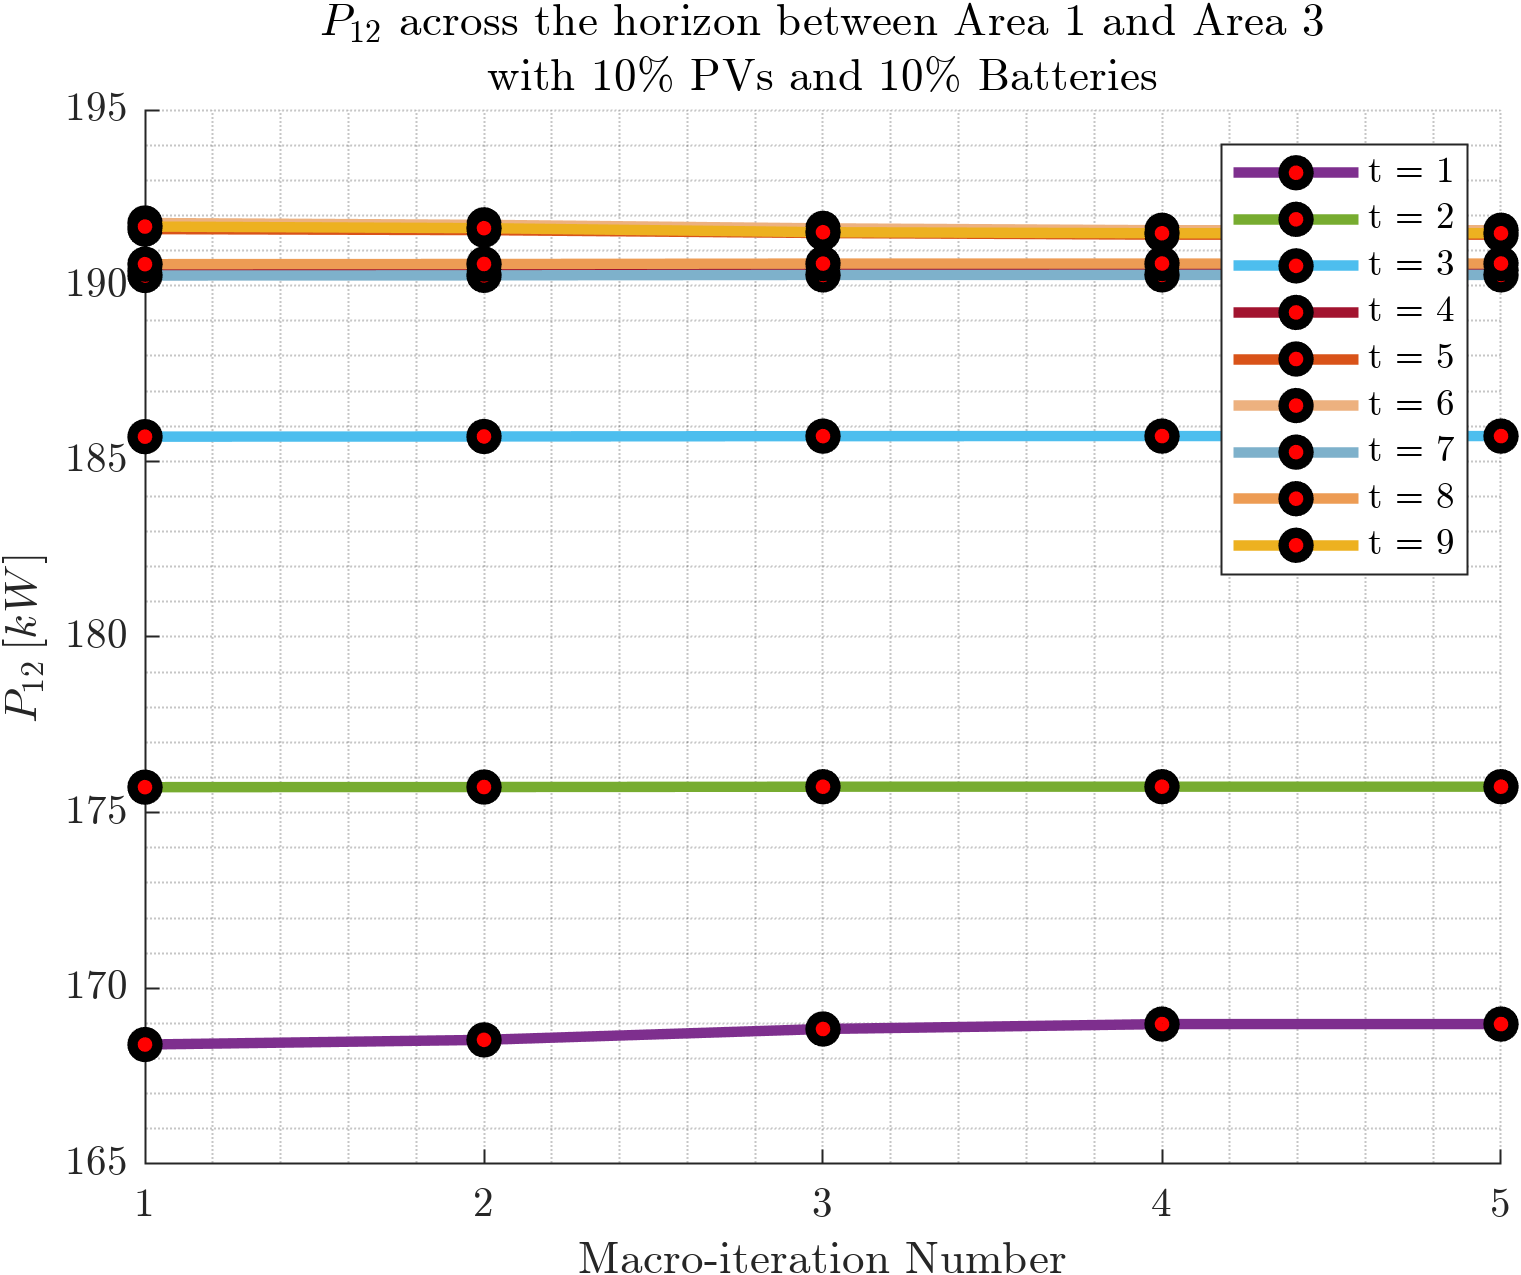 P₁₂ across the horizon between Area 1 and Area 3
with 10% PVs and 10% Batteries
195
190
185
180
175
170
165
P₁₂ [kW]
t = 1
t = 2
t = 3
t = 4
t = 5
t = 6
t = 7
t = 8
t = 9
1 2 3 4 5
Macro-iteration Number